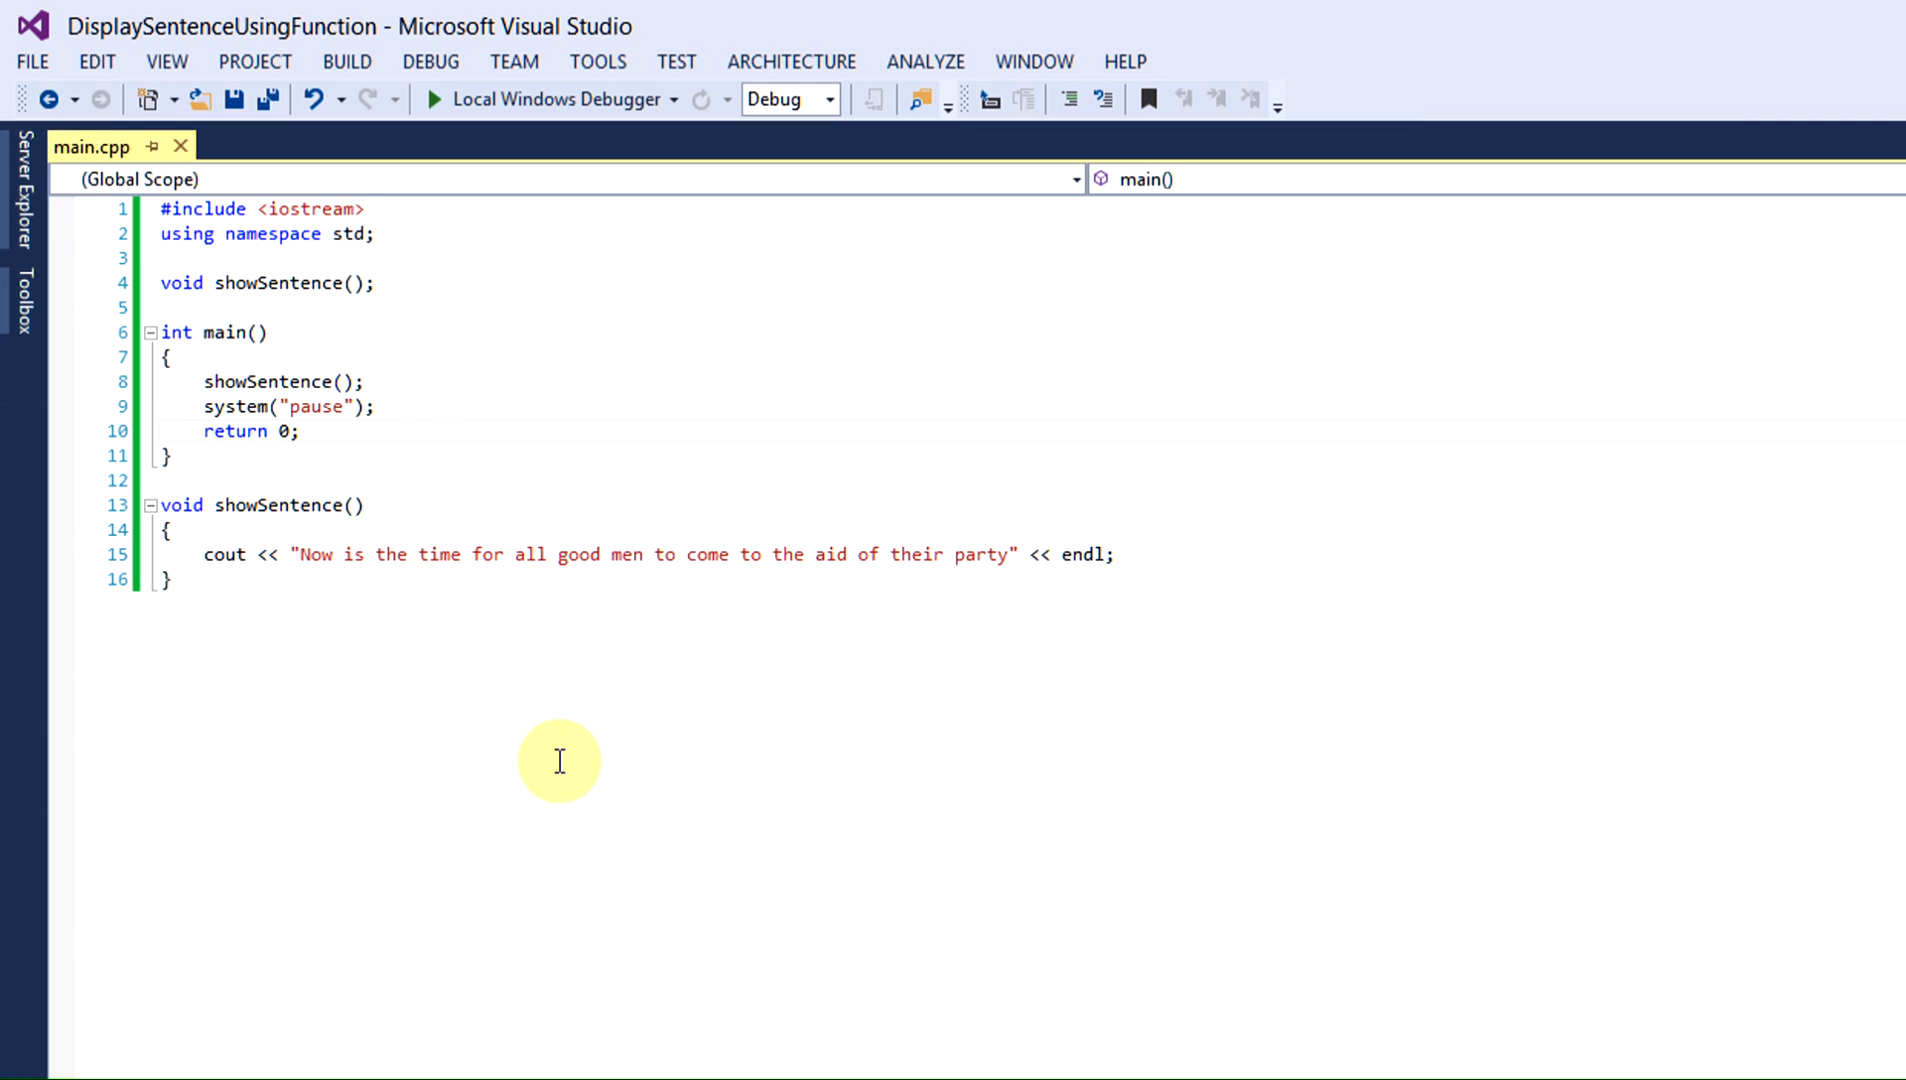 DisplaySentenceUsingFunction - Microsoft Visual Studio
FILE EDIT VIEW PROJECT BUILD DEBUG TEAM TOOLS TEST ARCHITECTURE ANALYZE WINDOW HELP
Local Windows Debugger Debug
Server Explorer
Toolbox
main.cpp
(Global Scope) main()
1 #include <iostream>
2 using namespace std;
3
4 void showSentence();
5
6 int main()
7 {
8 showSentence();
9 system("pause");
10 return 0;
11 }
12
13 void showSentence()
14 {
15 cout << "Now is the time for all good men to come to the aid of their party" << endl;
16 }